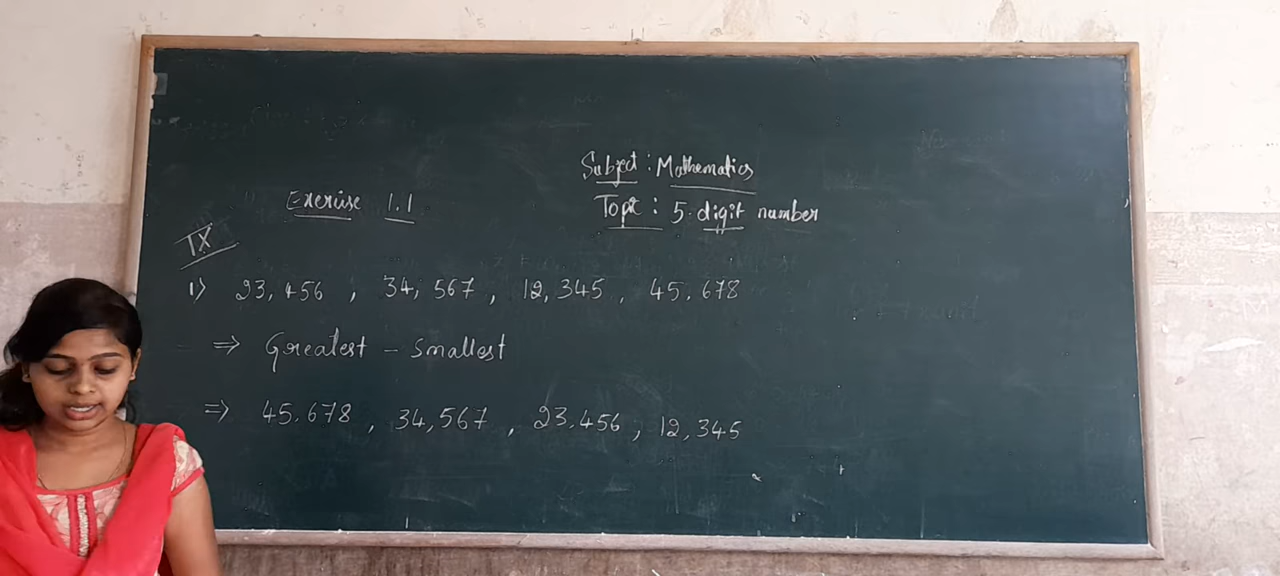 Subject : Mathematics
Topic : 5 digit number
Exercise 1.1
IX
1) 23,456 , 34, 567 , 12,345 , 45.678
⇒ Greatest – Smallest
⇒ 45.678 , 34,567 , 23.456 , 12,345